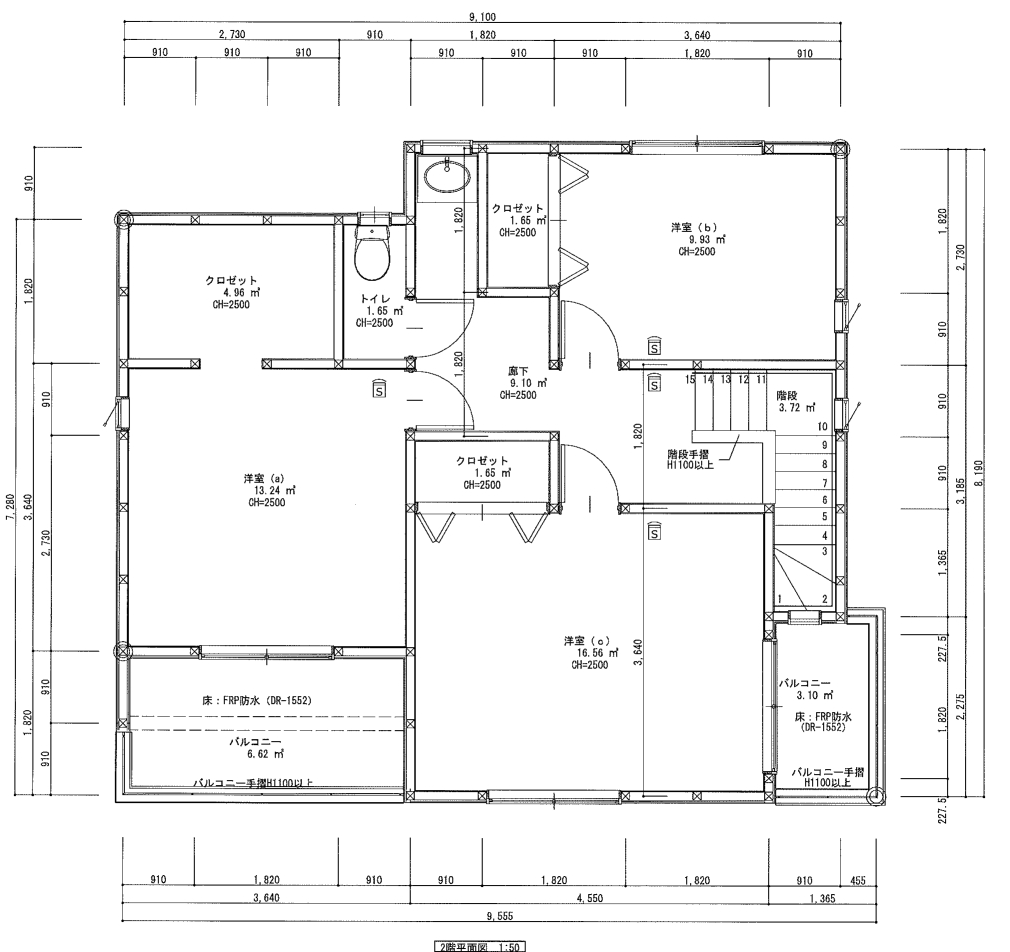 9,100
2,730
910
1,820
3,640
910
910
910
910
910
910
1,820
910
910
1,820
910
2,730
7,280
3,640
1,820
910
910
1,820
910
910
910
1,365
227.5
1,820
227.5
2,730
3,185
2,275
8,190
クロゼット
4.96 ㎡
CH=2500
トイレ
1.65 ㎡
CH=2500
1,820
クロゼット
1.65 ㎡
CH=2500
洋室（b）
9.93 ㎡
CH=2500
S
S
S
S
1,820
廊下
9.10 ㎡
CH=2500
1,820
15 14 13 12 11
階段
3.72 ㎡
10
9
8
7
6
5
4
3
2
1
階段手摺
H1100以上
クロゼット
1.65 ㎡
CH=2500
洋室（a）
13.24 ㎡
CH=2500
洋室（c）
16.56 ㎡
CH=2500
3,640
床：FRP防水（DR-1552）
バルコニー
6.62 ㎡
バルコニー手摺H1100以上
バルコニー
3.10 ㎡
床：FRP防水
（DR-1552）
バルコニー手摺
H1100以上
910
1,820
910
910
1,820
1,820
910
455
3,640
4,550
1,365
9,555
2階平面図 1:50